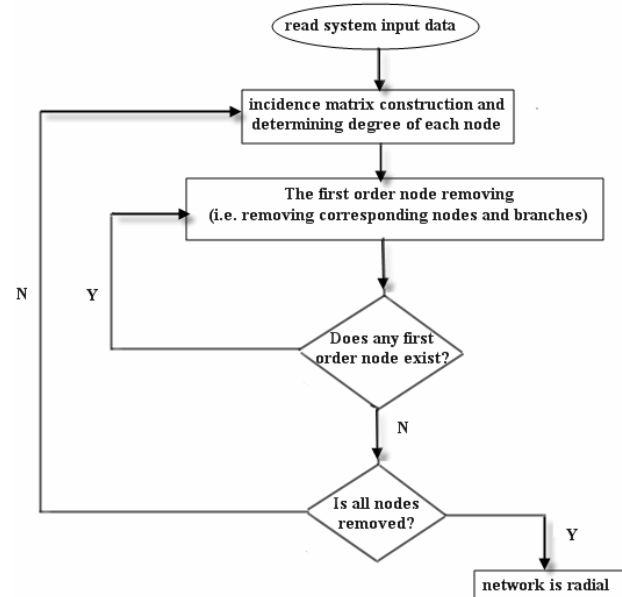 read system input data
incidence matrix construction and
determining degree of each node
The first order node removing
(i.e. removing corresponding nodes and branches)
N
Y
Does any first
order node exist?
N
Is all nodes
removed?
Y
network is radial